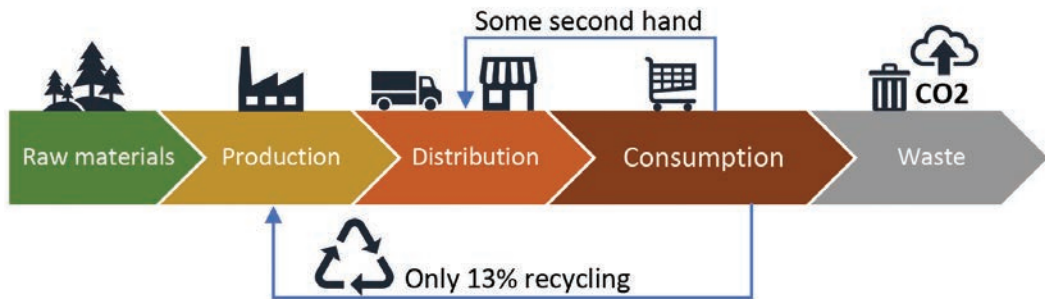 Some second hand
CO2
Raw materials
Production
Distribution
Consumption
Waste
Only 13% recycling